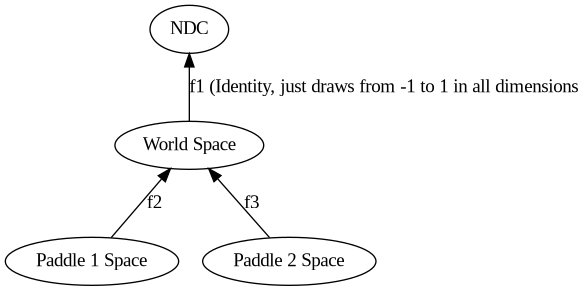 NDC
f1 (Identity, just draws from -1 to 1 in all dimensions
World Space
f2
f3
Paddle 1 Space
Paddle 2 Space